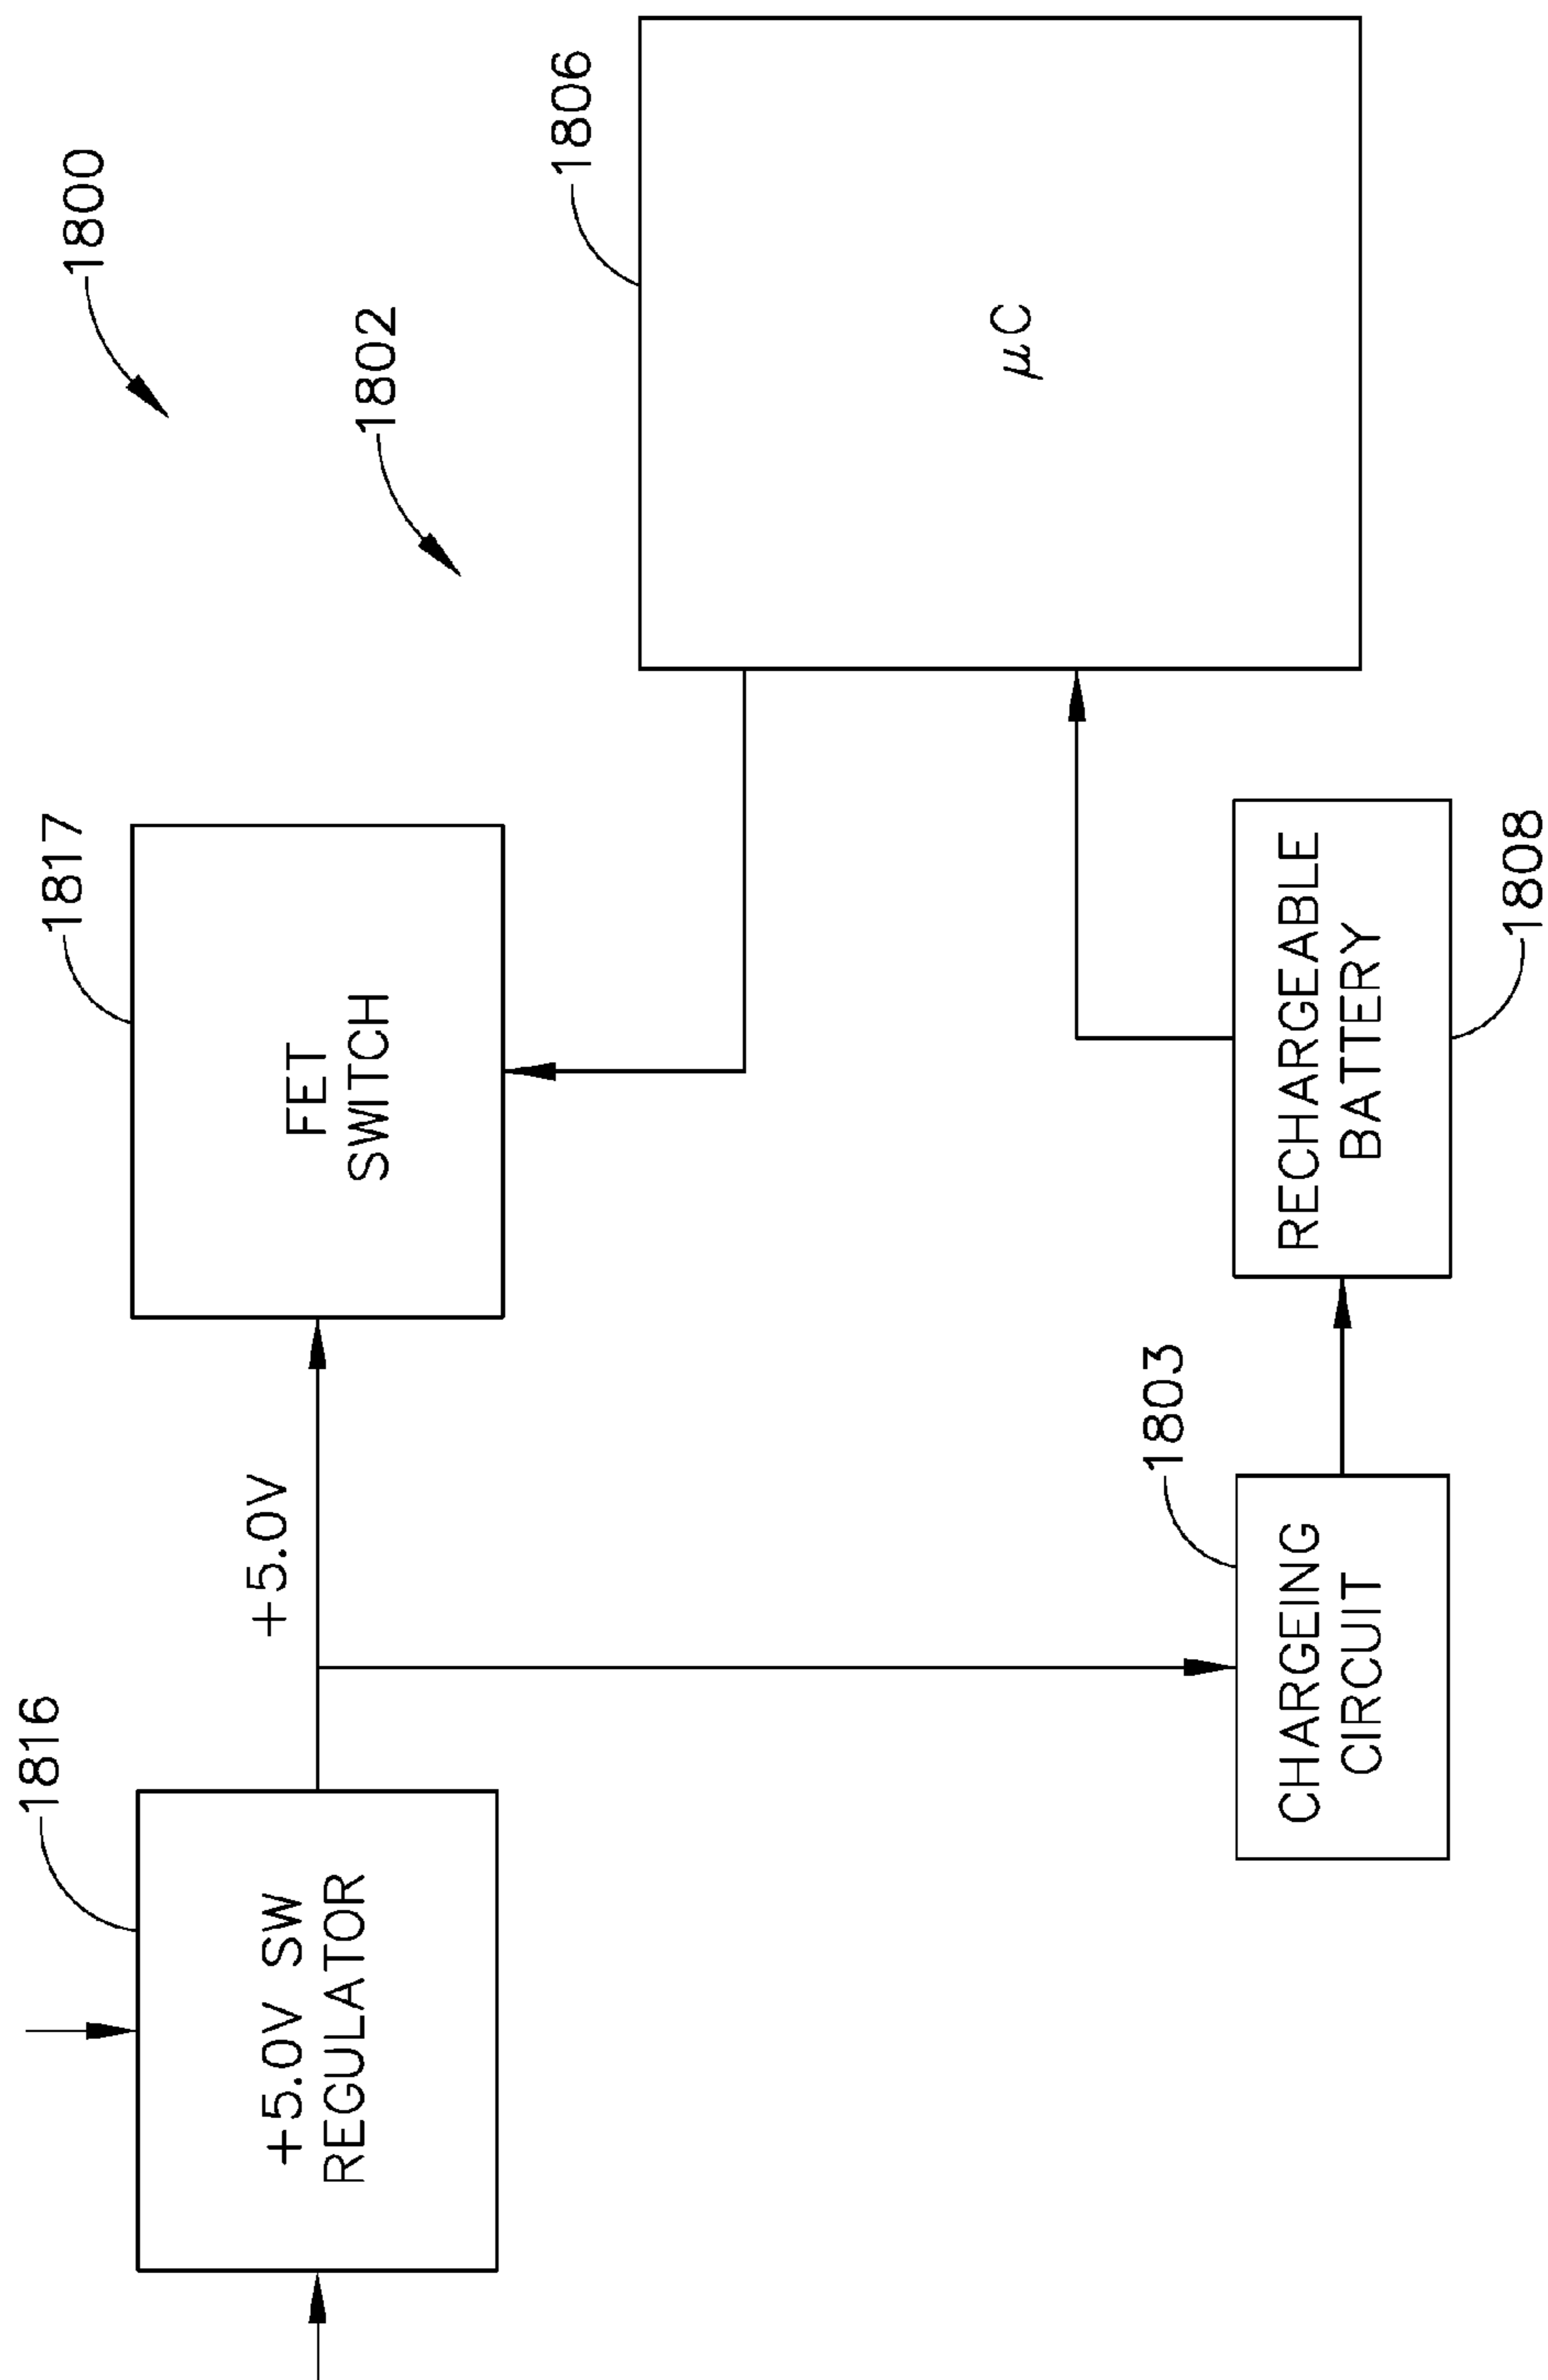 1800
1802
1816
+5.0V SW
REGULATOR
+5.0V
1817
FET
SWITCH
1806
μC
1803
CHARGEING
CIRCUIT
RECHARGEABLE
BATTERY
1808